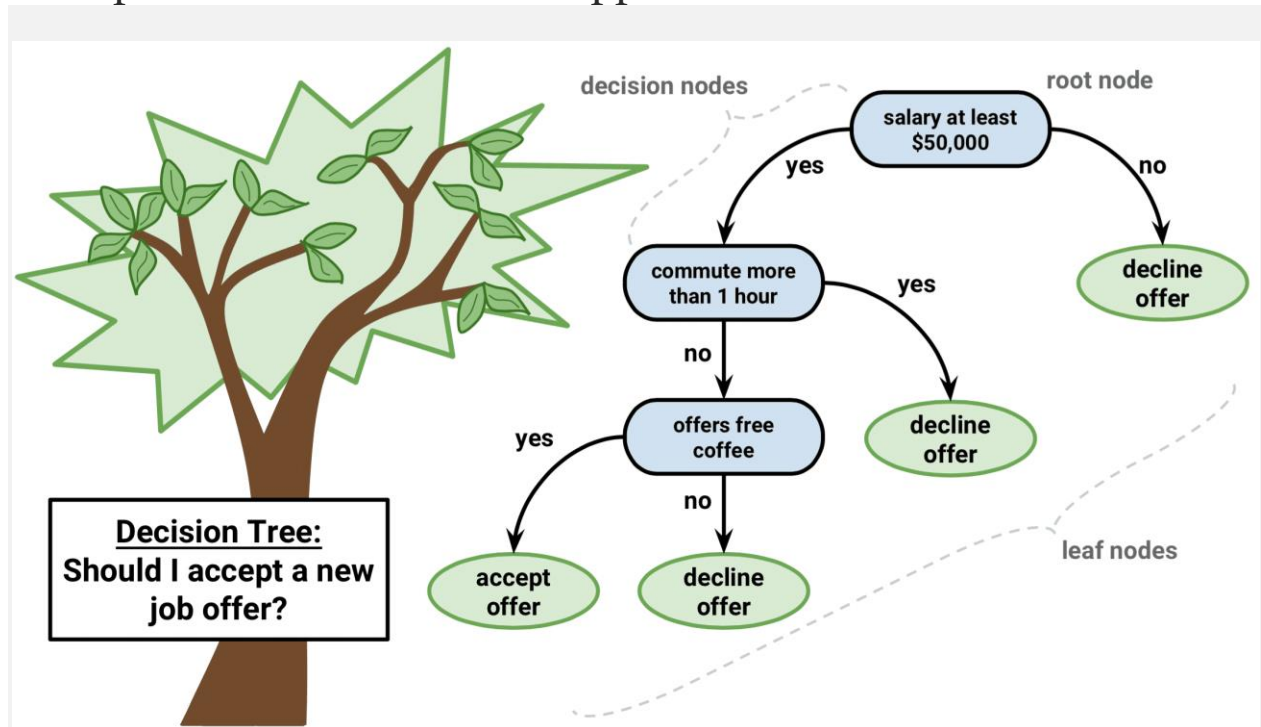 decision nodes
root node
salary at least
$50,000
yes
no
commute more
than 1 hour
yes
decline
offer
no
offers free
coffee
decline
offer
yes
no
leaf nodes
accept
offer
decline
offer
Decision Tree:
Should I accept a new
job offer?